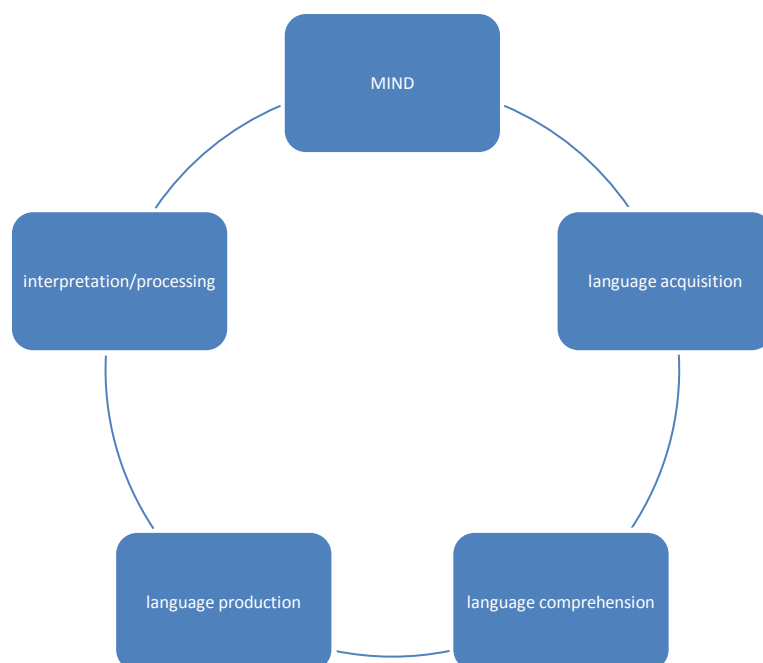 MIND
language acquisition
language comprehension
language production
interpretation/processing